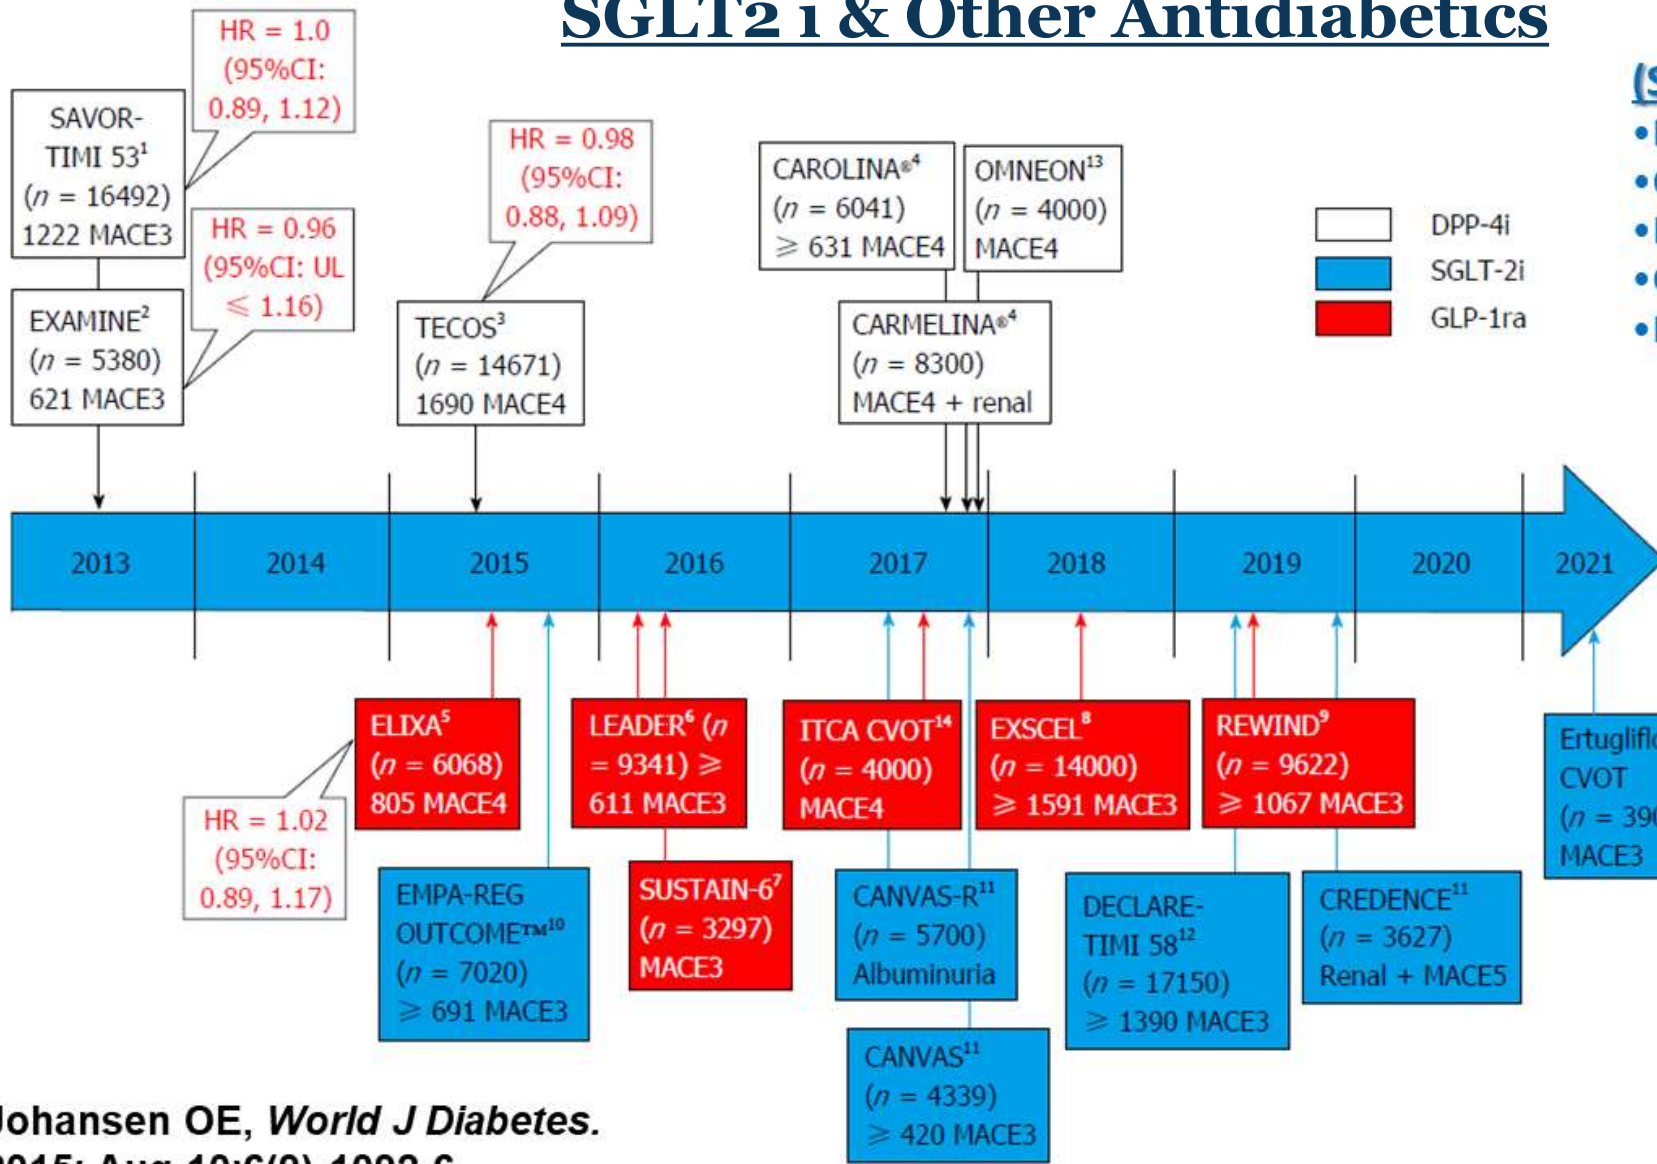 SGLT2 i & Other Antidiabetics
HR = 1.0
(95%CI:
0.89, 1.12)
SAVOR-
TIMI 53¹
(n = 16492)
1222 MACE3
HR = 0.96
(95%CI: UL
⩽ 1.16)
EXAMINE²
(n = 5380)
621 MACE3
HR = 0.98
(95%CI:
0.88, 1.09)
TECOS³
(n = 14671)
1690 MACE4
CAROLINA®⁴
(n = 6041)
⩾ 631 MACE4
OMNEON¹³
(n = 4000)
MACE4
CARMELINA®⁴
(n = 8300)
MACE4 + renal
DPP-4i
SGLT-2i
GLP-1ra
2013
2014
2015
2016
2017
2018
2019
2020
2021
ELIXA⁵
(n = 6068)
805 MACE4
HR = 1.02
(95%CI:
0.89, 1.17)
LEADER⁶ (n
= 9341) ⩾
611 MACE3
ITCA CVOT¹⁴
(n = 4000)
MACE4
EXSCEL⁸
(n = 14000)
⩾ 1591 MACE3
REWIND⁹
(n = 9622)
⩾ 1067 MACE3
CVOT
(n =
MACE3
EMPA-REG
OUTCOME™¹⁰
(n = 7020)
⩾ 691 MACE3
SUSTAIN-6⁷
(n = 3297)
MACE3
CANVAS-R¹¹
(n = 5700)
Albuminuria
DECLARE-
TIMI 58¹²
(n = 17150)
⩾ 1390 MACE3
CREDENCE¹¹
(n = 3627)
Renal + MACE5
CANVAS¹¹
(n = 4339)
⩾ 420 MACE3
Johansen OE, World J Diabetes.